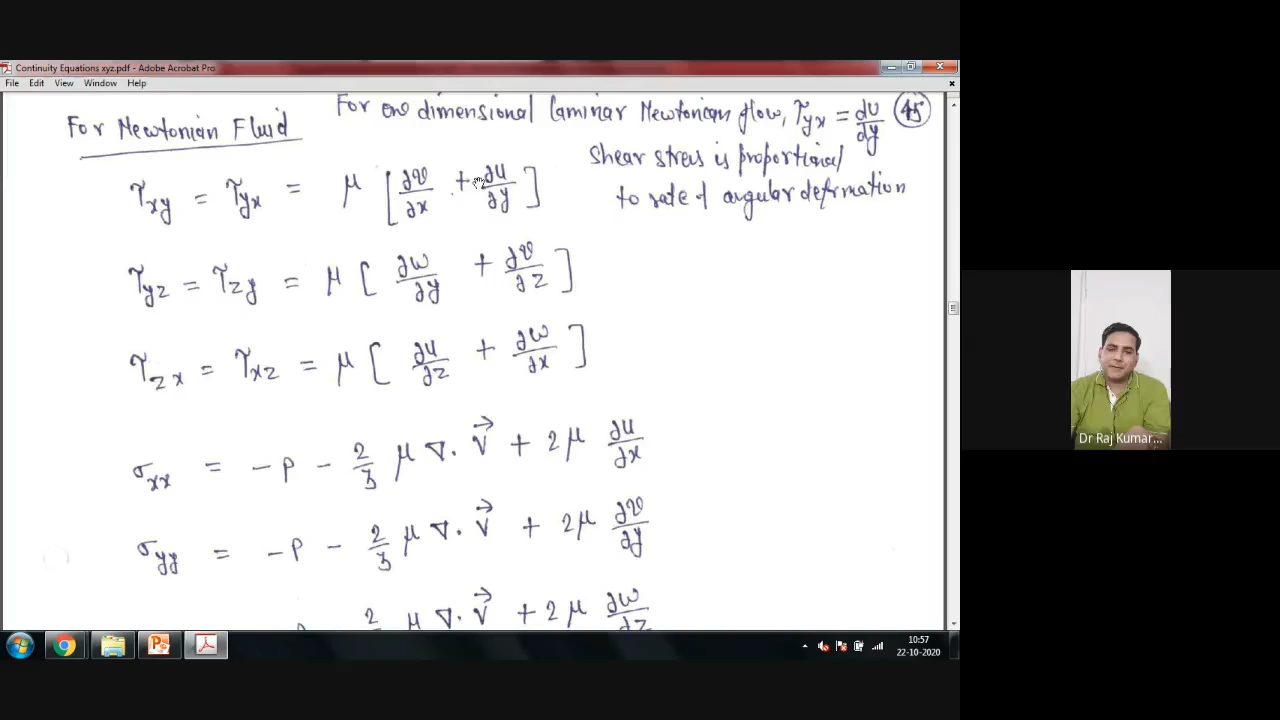 Continuity Equations xyz.pdf - Adobe Acrobat Pro
File Edit View Window Help
For one dimensional laminar Newtonian flow, τyx = du/dy (45)
For Newtonian Fluid
Shear stress is proportional
to rate of angular deformation
τxy = τyx = μ [∂v/∂x + ∂u/∂y]
τyz = τzy = μ [∂w/∂y + ∂v/∂z]
τzx = τxz = μ [∂u/∂z + ∂w/∂x]
σxx = -P - 2/3 μ ∇. V⃗ + 2μ ∂u/∂x
σyy = -P - 2/3 μ ∇. V⃗ + 2μ ∂v/∂y
μ ∇. V⃗ + 2μ ∂w/∂z
Dr Raj Kumar...
10:57
22-10-2020